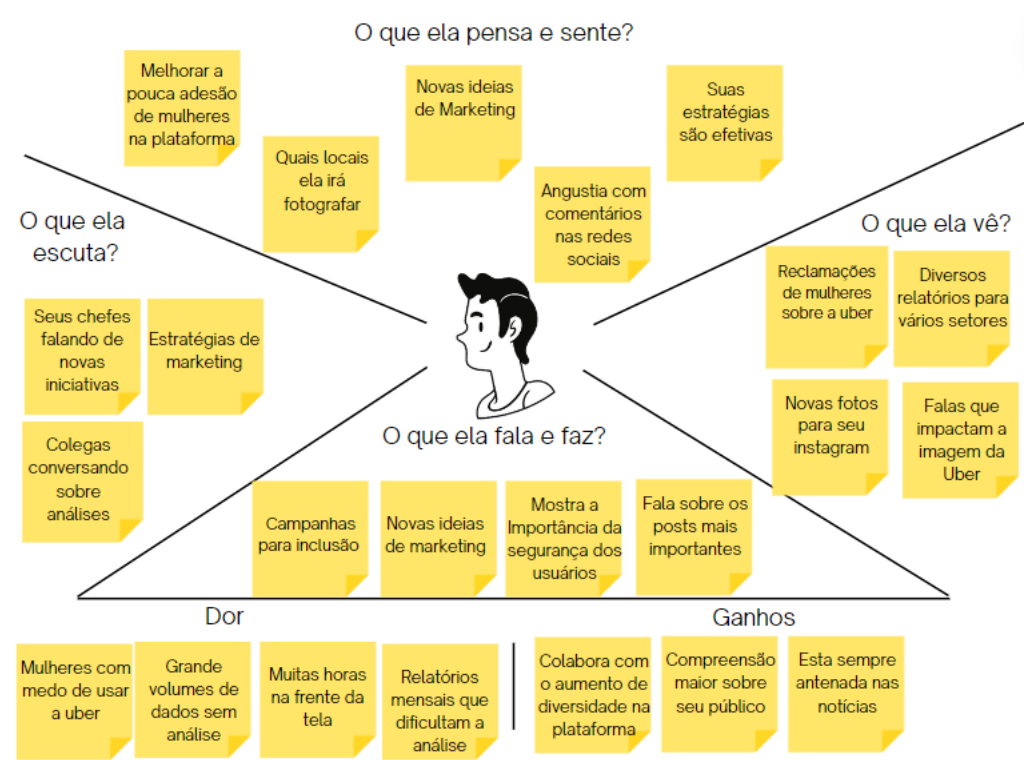 O que ela pensa e sente?
Melhorar a
pouca adesão
de mulheres
na plataforma
Quais locais
ela irá
fotografar
Novas ideias
de Marketing
Angustia com
comentários
nas redes
sociais
Suas
estratégias
são efetivas
O que ela
escuta?
Seus chefes
falando de
novas
iniciativas
Estratégias de
marketing
Colegas
conversando
sobre
análises
O que ela vê?
Reclamações
de mulheres
sobre a uber
Diversos
relatórios para
vários setores
Novas fotos
para seu
instagram
Falas que
impactam a
imagem da
Uber
O que ela fala e faz?
Campanhas
para inclusão
Novas ideias
de marketing
Mostra a
Importância da
segurança dos
usuários
Fala sobre os
posts mais
importantes
Dor
Mulheres com
medo de usar
a uber
Grande
volumes de
dados sem
análise
Muitas horas
na frente da
tela
Relatórios
mensais que
dificultam a
análise
Ganhos
Colabora com
o aumento de
diversidade na
plataforma
Compreensão
maior sobre
seu público
Esta sempre
antenada nas
notícias